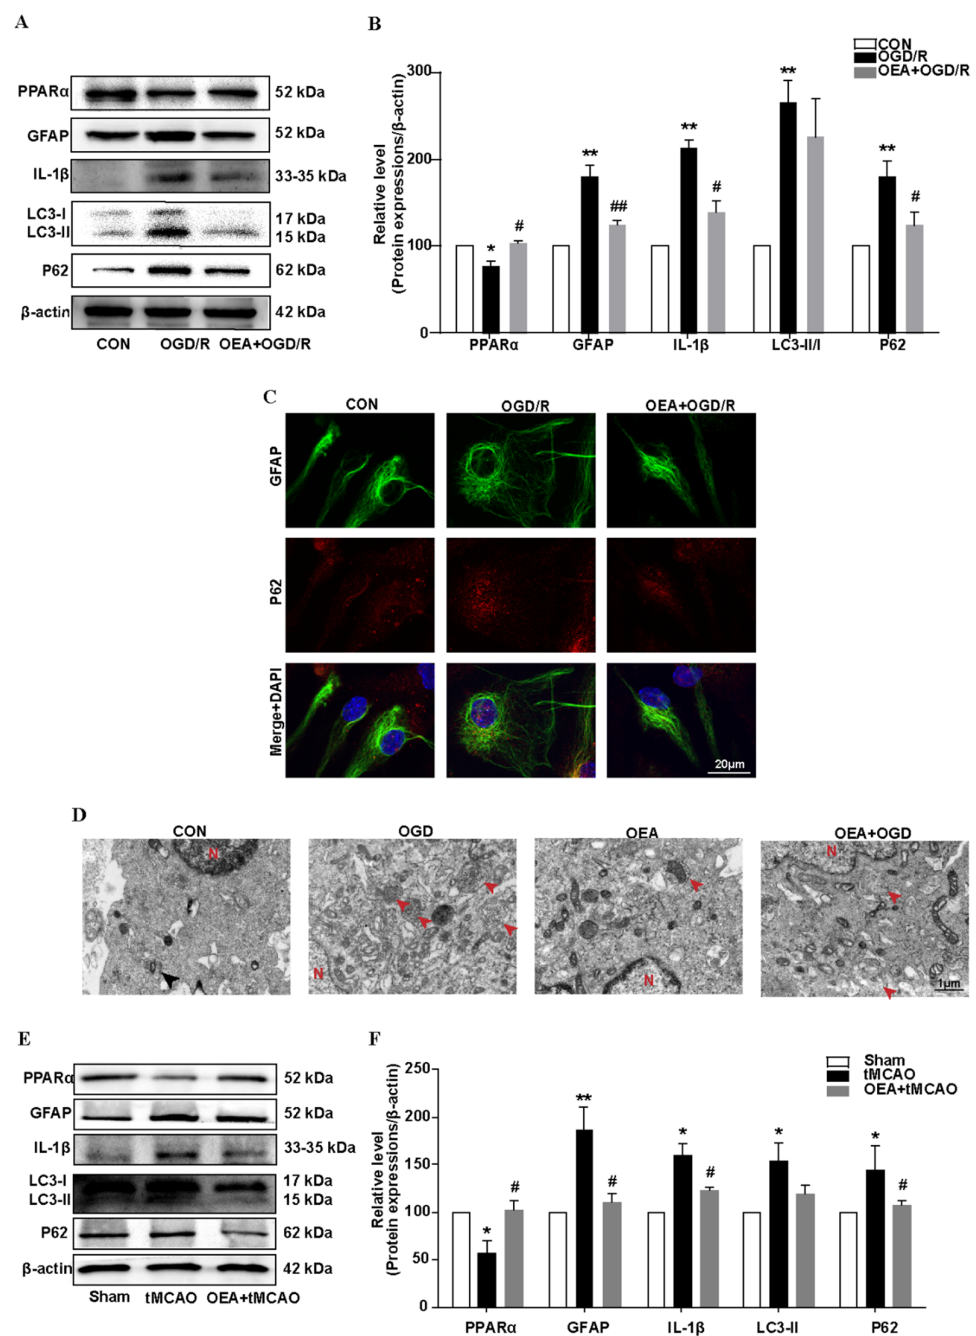 A
PPARα 52 kDa
GFAP 52 kDa
IL-1β 33-35 kDa
LC3-I 17 kDa
LC3-II 15 kDa
P62 62 kDa
β-actin 42 kDa
CON OGD/R OEA+OGD/R
B
CON
OGD/R
OEA+OGD/R
Relative level
(Protein expressions/β-actin)
300
200
100
0
* # ** ## ** # ** ** #
PPARα GFAP IL-1β LC3-II/I P62
C
CON OGD/R OEA+OGD/R
GFAP
P62
Merge+DAPI
20μm
D
CON OGD OEA OEA+OGD
N N N N
1μm
E
PPARα 52 kDa
GFAP 52 kDa
IL-1β 33-35 kDa
LC3-I 17 kDa
LC3-II 15 kDa
P62 62 kDa
β-actin 42 kDa
Sham tMCAO OEA+tMCAO
F
Sham
tMCAO
OEA+tMCAO
Relative level
(Protein expressions/β-actin)
250
200
150
100
50
0
* # ** # * # * * #
PPARα GFAP IL-1β LC3-II P62